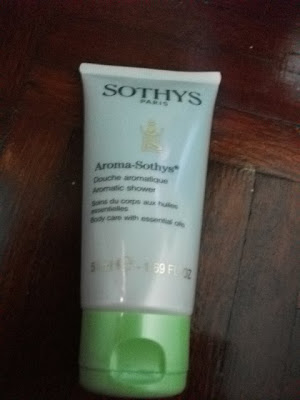 SOTHYS
PARIS
Aroma-Sothys®
Douche aromatique
Aromatic shower
Soins du corps aux huiles
essentielles
Body care with essential oils
1.69 FL OZ